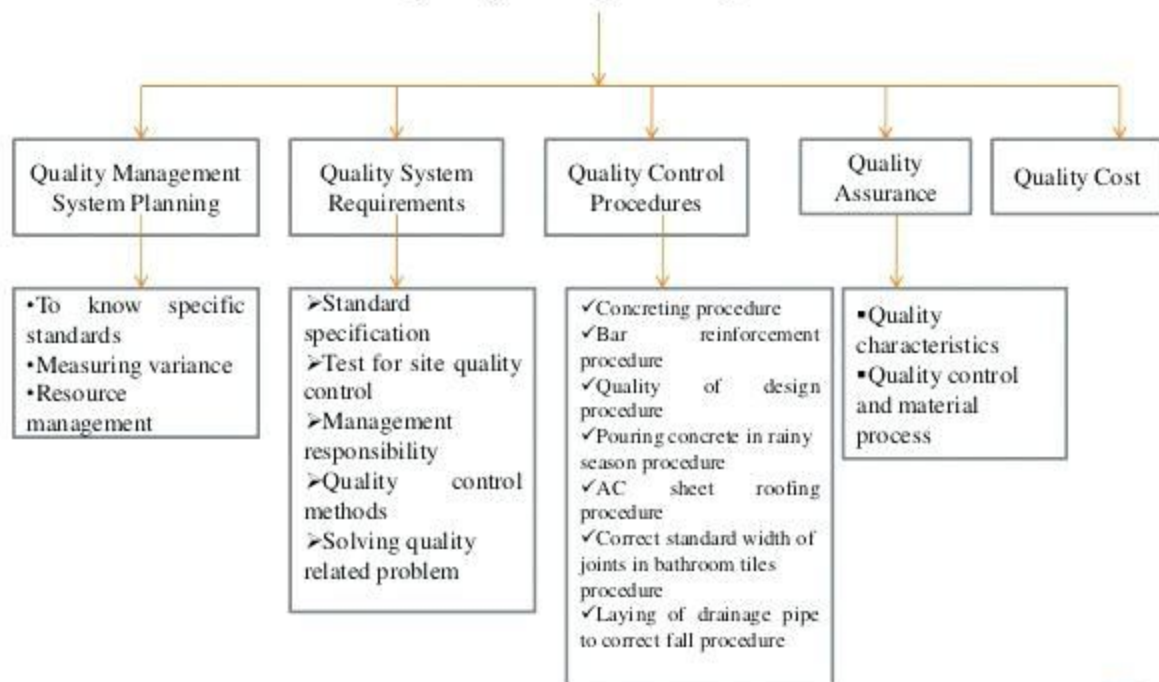 Quality Management
System Planning
Quality System
Requirements
Quality Control
Procedures
Quality
Assurance
Quality Cost
•To know specific
standards
•Measuring variance
•Resource
management
➢Standard
specification
➢Test for site quality
control
➢Management
responsibility
➢Quality control
methods
➢Solving quality
related problem
✓Concreting procedure
✓Bar reinforcement
procedure
✓Quality of design
procedure
✓Pouring concrete in rainy
season procedure
✓AC sheet roofing
procedure
✓Correct standard width of
joints in bathroom tiles
procedure
✓Laying of drainage pipe
to correct fall procedure
▪Quality
characteristics
▪Quality control
and material
process